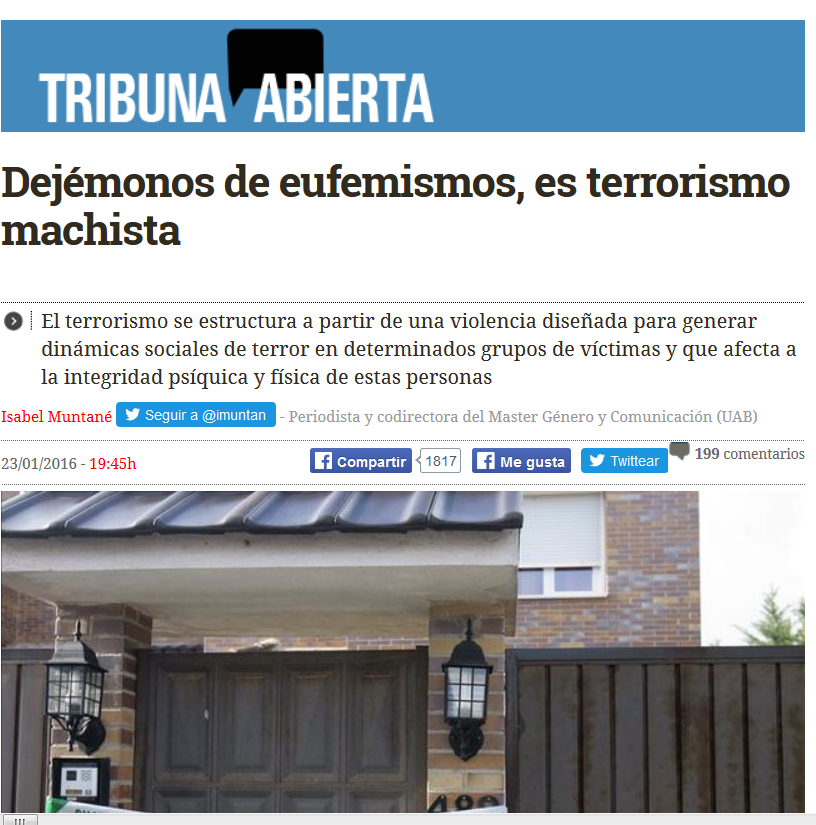 TRIBUNA ABIERTA
Dejémonos de eufemismos, es terrorismo
machista
El terrorismo se estructura a partir de una violencia diseñada para generar
dinámicas sociales de terror en determinados grupos de víctimas y que afecta a
la integridad psíquica y física de estas personas
Isabel Muntané Seguir a @imuntan - Periodista y codirectora del Master Género y Comunicación (UAB)
23/01/2016 - 19:45h Compartir 1817 Me gusta Twittear 199 comentarios